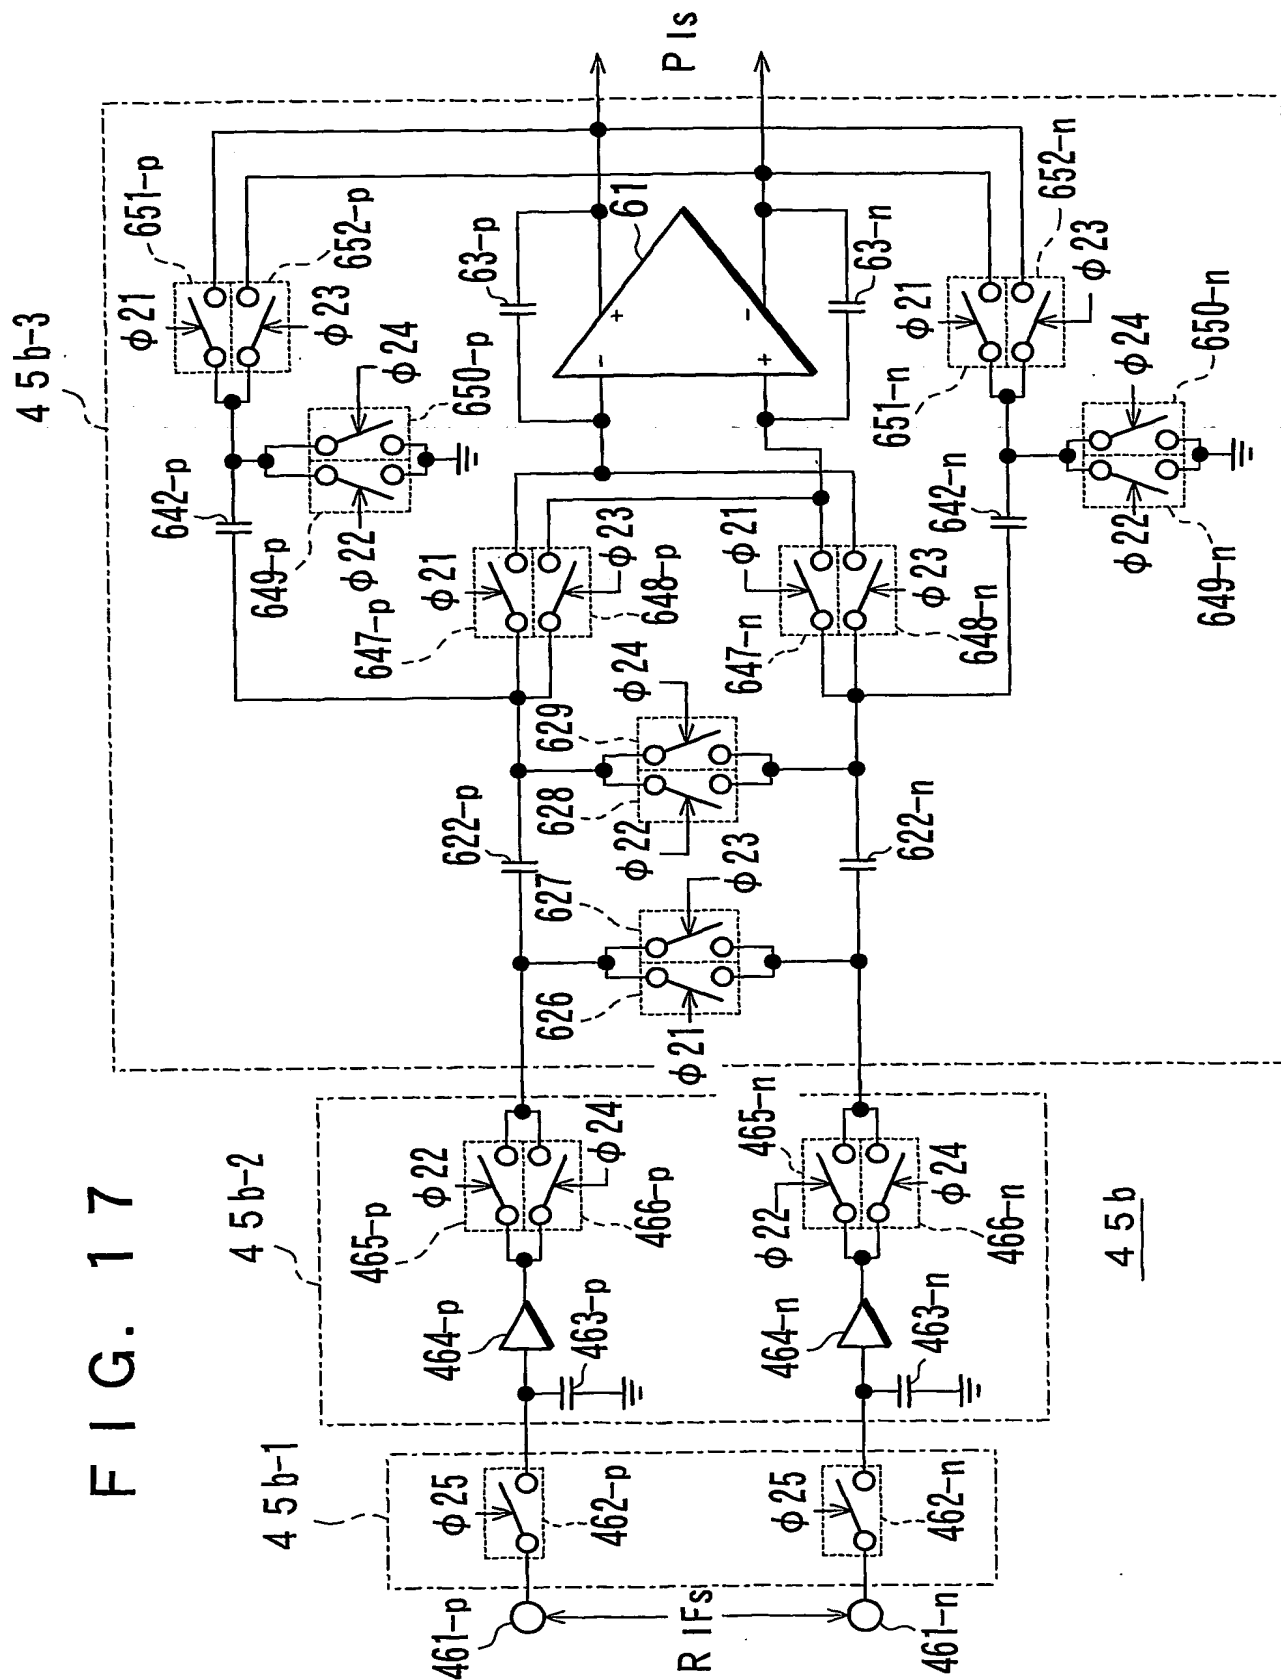 F I G. 1 7
4 5 b-1
4 5 b-2
4 5 b-3
4 5 b
R IFs
P Is
461-p
φ25
462-p
464-p
463-p
465-p
φ22
φ24
466-p
622-p
626
627
φ21
φ23
628
629
φ22
φ24
647-p
φ21
φ23
648-p
642-p
649-p
φ22
φ24
650-p
651-p
φ21
φ23
652-p
63-p
61
-
+
+
-
63-n
461-n
φ25
462-n
464-n
463-n
465-n
φ22
φ24
466-n
622-n
647-n
φ21
φ23
648-n
642-n
649-n
φ22
φ24
650-n
651-n
φ21
φ23
652-n